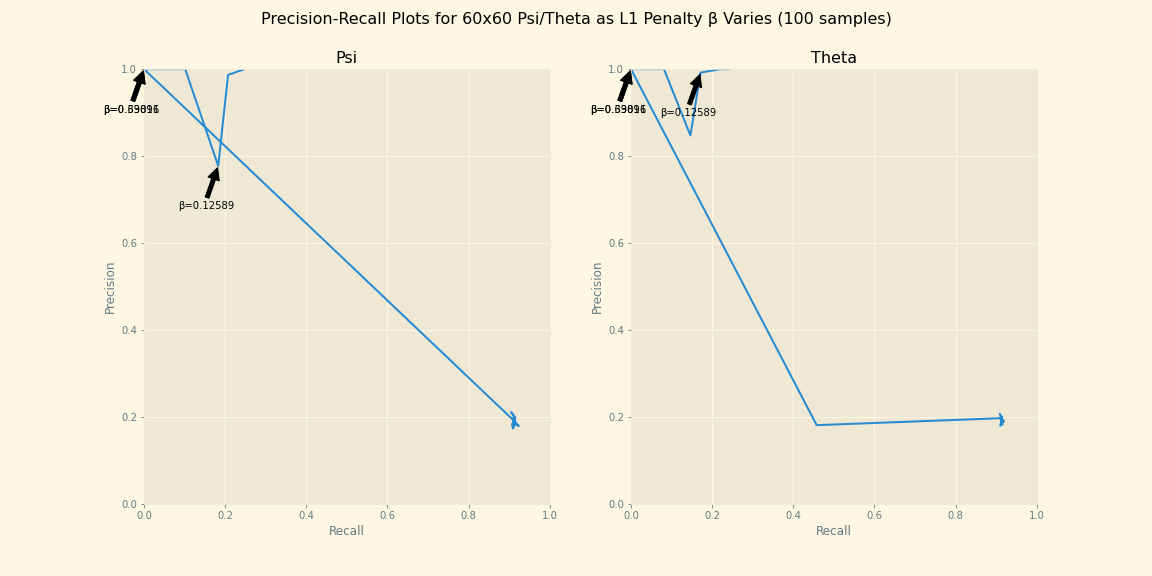 Precision-Recall Plots for 60x60 Psi/Theta as L1 Penalty β Varies (100 samples)
Psi
1.0
0.8
0.6
0.4
0.2
0.0
Precision
β=0.12589
0.0 0.2 0.4 0.6 0.8 1.0
Recall
Theta
1.0
0.8
0.6
0.4
0.2
0.0
Precision
β=0.12589
0.0 0.2 0.4 0.6 0.8 1.0
Recall